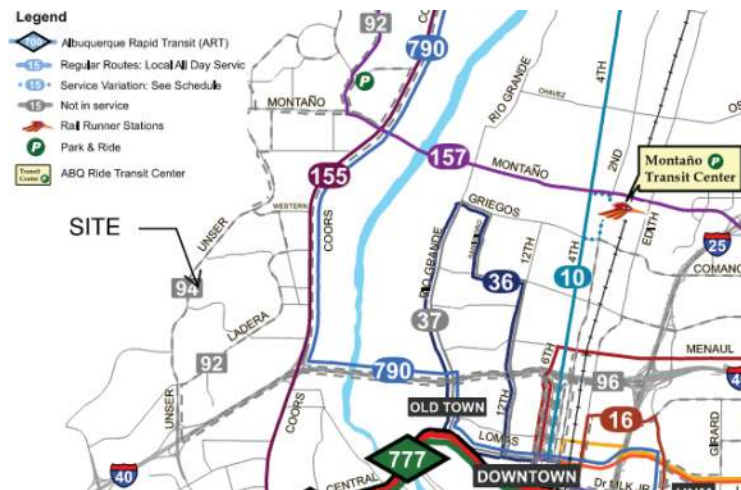 Legend
700 Albuquerque Rapid Transit (ART)
15 Regular Routes: Local All Day Servic
15 Service Variation: See Schedule
15 Not in service
Rail Runner Stations
P Park & Ride
Transit Center P ABQ Ride Transit Center
92
790
P
MONTAÑO
155
157
MONTAÑO
RIO GRANDE
CHAVEZ
4TH
OS
2ND
Montaño P
Transit Center
WESTERN
COORS
GRIEGOS
EDITH
25
SITE
UNSER
94
RIO GRANDE
12TH
4TH
10
COMANC
36
LADERA
37
92
6TH
MENAUL
790
96
4
UNSER
COORS
12TH
OLD TOWN
16
LOMAS
GIRARD
40
777
CENTRAL
DOWNTOWN
Dr MLK JR